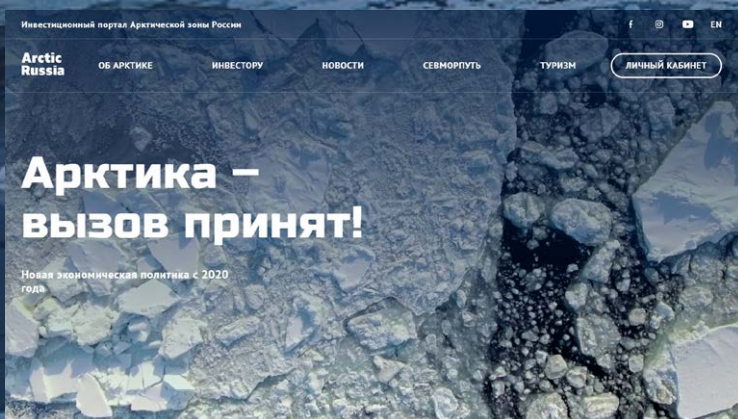 Инвестиционный портал Арктической зоны России
EN
Arctic
Russia
ОБ АРКТИКЕ
ИНВЕСТОРУ
НОВОСТИ
СЕВМОРПУТЬ
ТУРИЗМ
ЛИЧНЫЙ КАБИНЕТ
Арктика –
вызов принят!
Новая экономическая политика с 2020
года